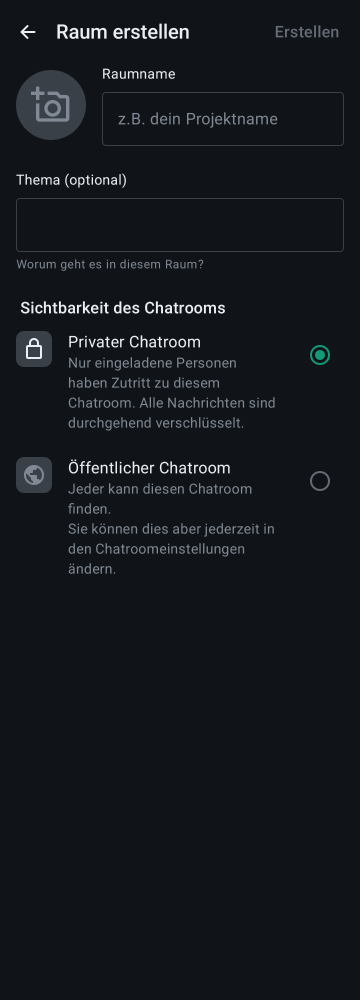 Raum erstellen
Erstellen
Raumname
z.B. dein Projektname
Thema (optional)
Worum geht es in diesem Raum?
Sichtbarkeit des Chatrooms
Privater Chatroom
Nur eingeladene Personen
haben Zutritt zu diesem
Chatroom. Alle Nachrichten sind
durchgehend verschlüsselt.
Öffentlicher Chatroom
Jeder kann diesen Chatroom
finden.
Sie können dies aber jederzeit in
den Chatroomeinstellungen
ändern.